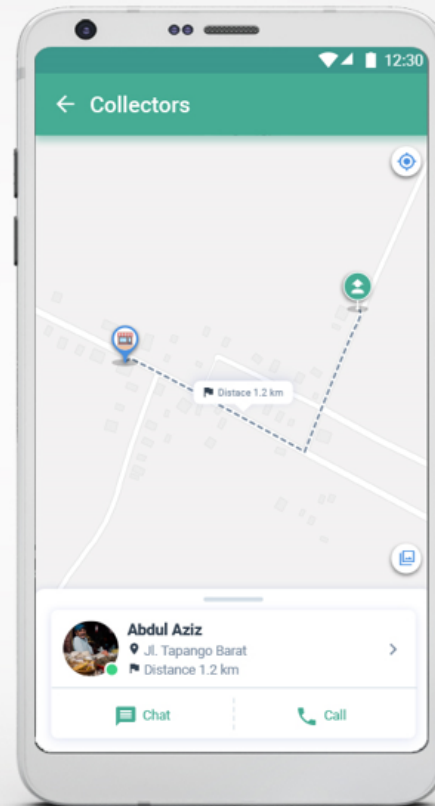 12:30
Collectors
Distace 1.2 km
Abdul Aziz
Jl. Tapango Barat
Distance 1.2 km
Chat
Call